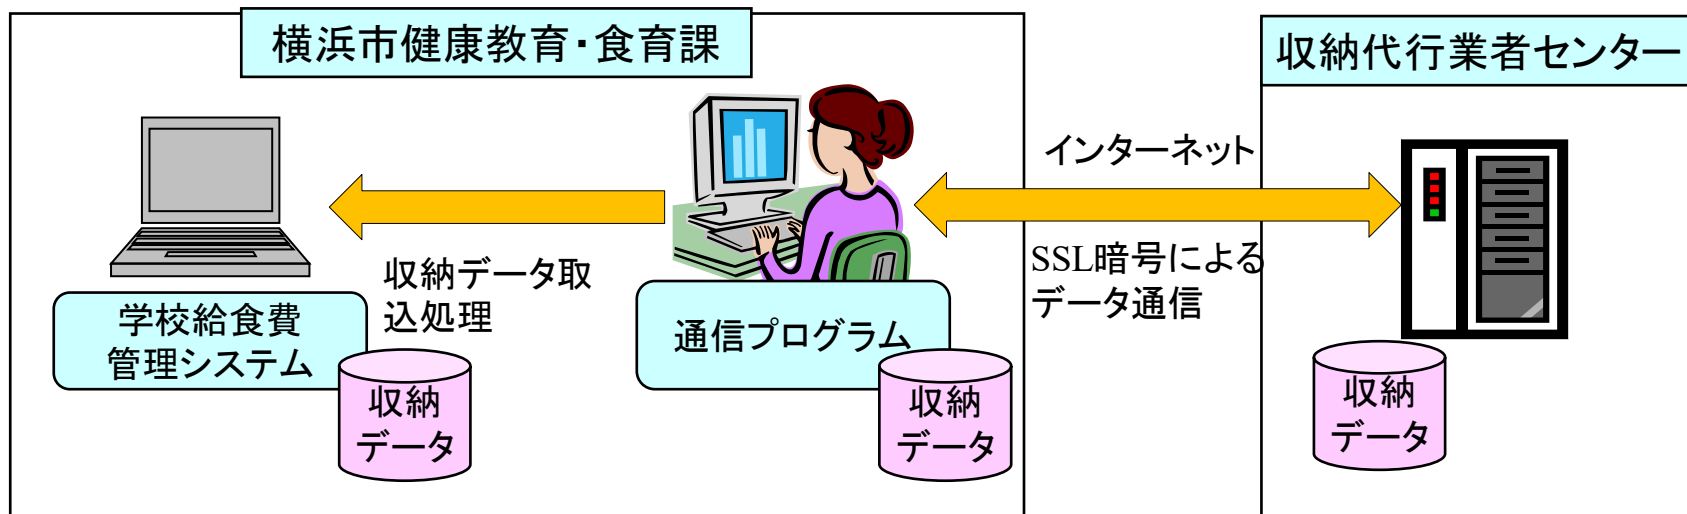 横浜市健康教育・食育課
収納代行業者センター
インターネット
SSL暗号による
データ通信
収納データ取
込処理
学校給食費
管理システム
通信プログラム
収納
データ
収納
データ
収納
データ